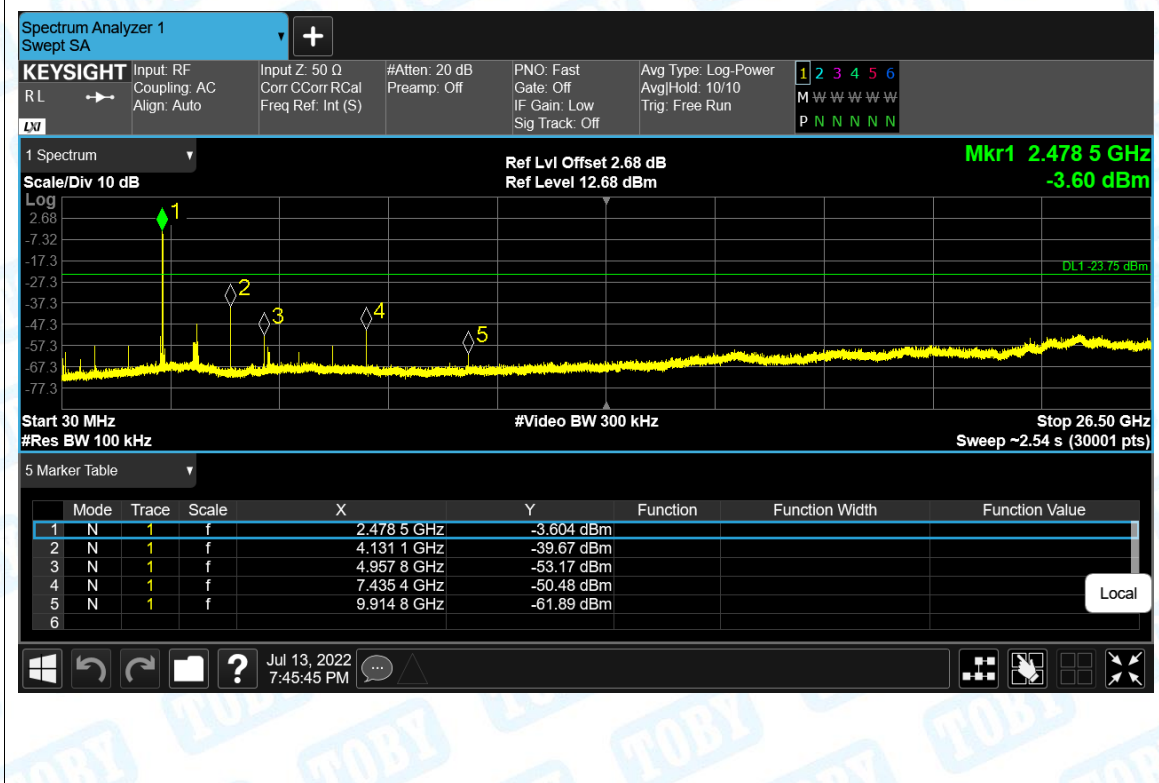 Spectrum Analyzer 1
Swept SA
+
KEYSIGHT
R L
LXI
Input: RF
Coupling: AC
Align: Auto
Input Z: 50 Ω
Corr CCorr RCal
Freq Ref: Int (S)
#Atten: 20 dB
Preamp: Off
PNO: Fast
Gate: Off
IF Gain: Low
Sig Track: Off
Avg Type: Log-Power
Avg|Hold: 10/10
Trig: Free Run
1 2 3 4 5 6
M W W W W W
P N N N N N
1 Spectrum
Scale/Div 10 dB
Ref Lvl Offset 2.68 dB
Ref Level 12.68 dBm
Mkr1 2.478 5 GHz
-3.60 dBm
Log
2.68
-7.32
-17.3
-27.3
-37.3
-47.3
-57.3
-67.3
-77.3
1
2
3
4
5
DL1 -23.75 dBm
Start 30 MHz
#Video BW 300 kHz
Stop 26.50 GHz
#Res BW 100 kHz
Sweep ~2.54 s (30001 pts)
5 Marker Table
Mode Trace Scale X Y Function Function Width Function Value
1 N 1 f 2.478 5 GHz -3.604 dBm
2 N 1 f 4.131 1 GHz -39.67 dBm
3 N 1 f 4.957 8 GHz -53.17 dBm
4 N 1 f 7.435 4 GHz -50.48 dBm
5 N 1 f 9.914 8 GHz -61.89 dBm
6
Local
?
Jul 13, 2022
7:45:45 PM
TOBY TOBY TOBY TOBY
TOBY TOBY